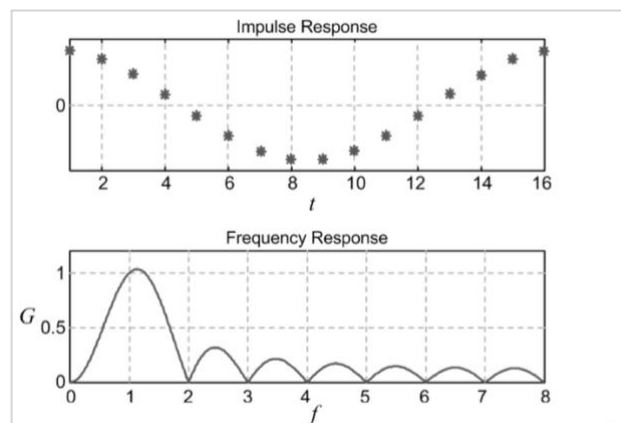 Impulse Response
0
2 4 6 8 10 12 14 16
t
Frequency Response
1
G 0.5
0
0 1 2 3 4 5 6 7 8
f